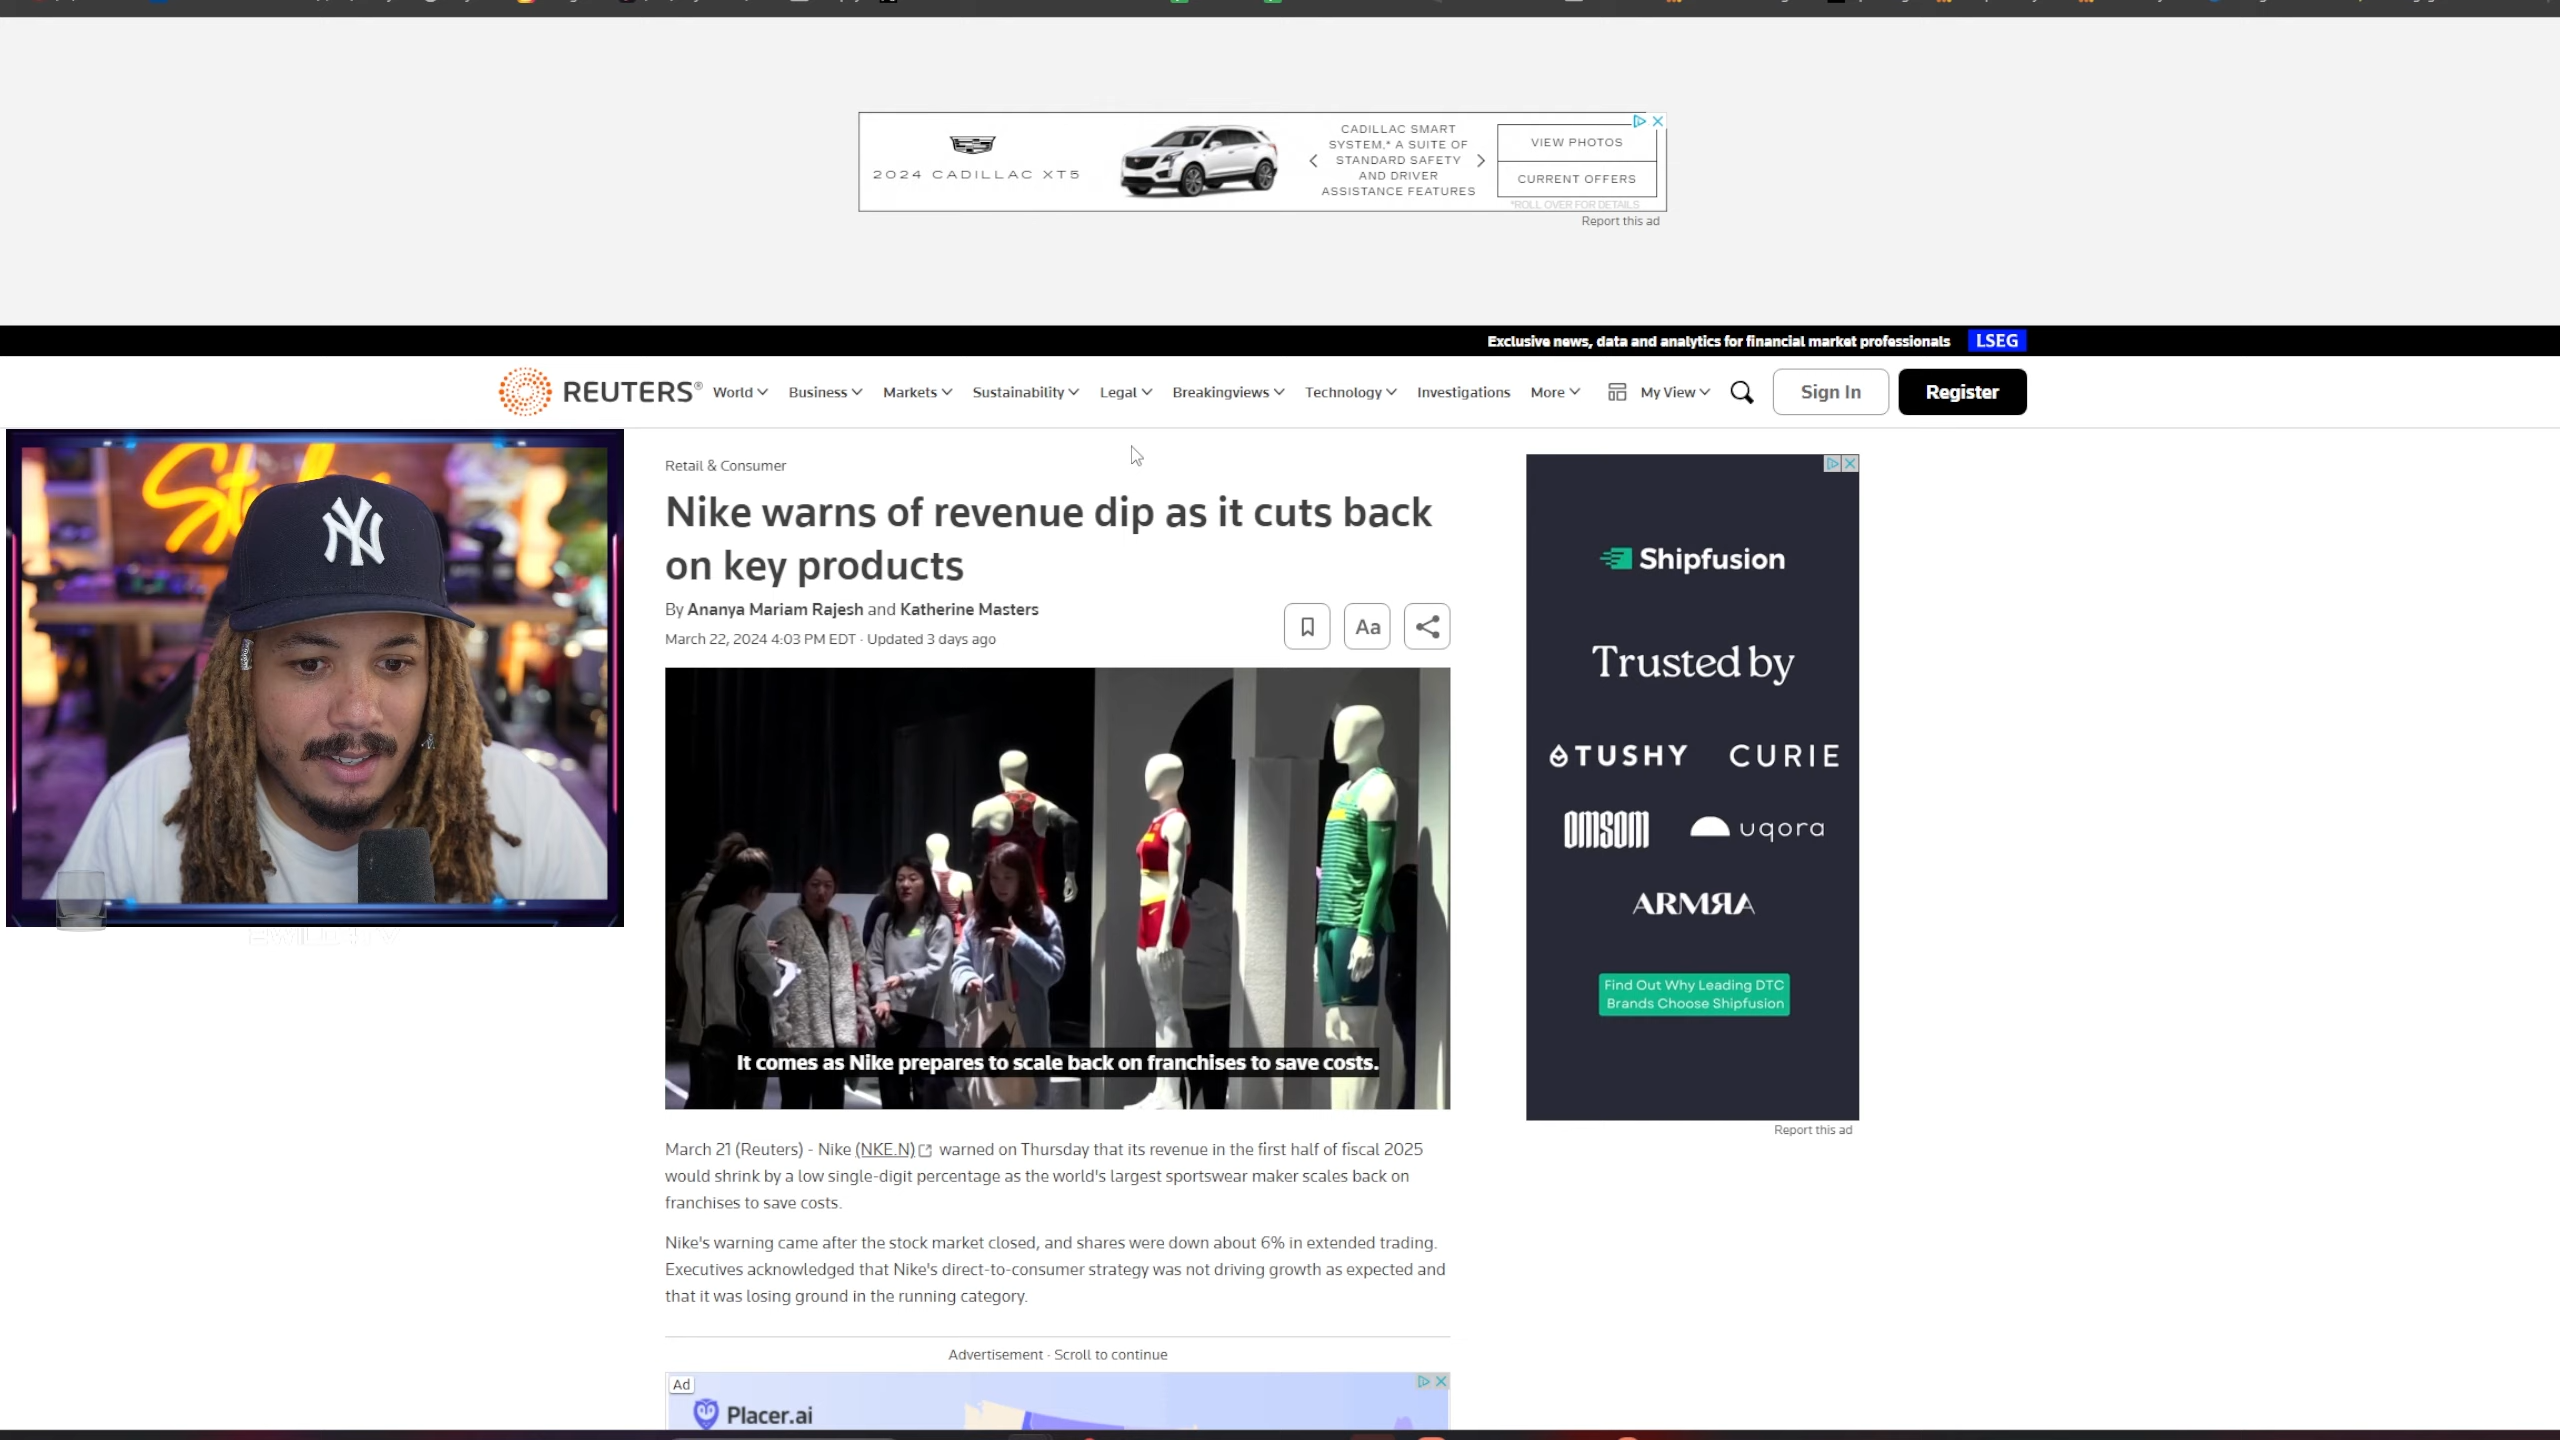 2024 CADILLAC XT5
CADILLAC SMART
SYSTEM,* A SUITE OF
STANDARD SAFETY
AND DRIVER
ASSISTANCE FEATURES
VIEW PHOTOS
CURRENT OFFERS
*ROLL OVER FOR DETAILS
Report this ad
Exclusive news, data and analytics for financial market professionals LSEG
REUTERS® World Business Markets Sustainability Legal Breakingviews Technology Investigations More My View Sign In Register
NY
Retail & Consumer
Nike warns of revenue dip as it cuts back
on key products
By Ananya Mariam Rajesh and Katherine Masters
March 22, 2024 4:03 PM EDT · Updated 3 days ago
Aa
It comes as Nike prepares to scale back on franchises to save costs.
March 21 (Reuters) - Nike (NKE.N) warned on Thursday that its revenue in the first half of fiscal 2025
would shrink by a low single-digit percentage as the world's largest sportswear maker scales back on
franchises to save costs.
Nike's warning came after the stock market closed, and shares were down about 6% in extended trading.
Executives acknowledged that Nike's direct-to-consumer strategy was not driving growth as expected and
that it was losing ground in the running category.
Advertisement · Scroll to continue
Ad
Placer.ai
Shipfusion
Trusted by
TUSHY CURIE
OMSOM uqora
ARMRA
Find Out Why Leading DTC
Brands Choose Shipfusion
Report this ad